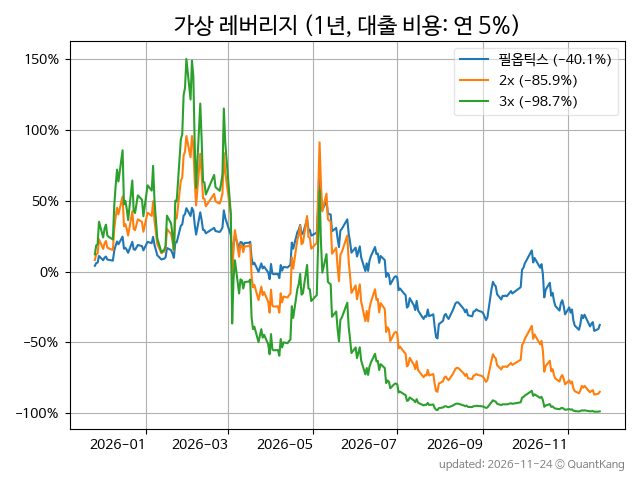 가상 레버리지 (1년, 대출 비용: 연 5%)
필옵틱스 (−40.1%)
2x (−85.9%)
3x (−98.7%)
150%
100%
50%
0%
−50%
−100%
2026-01 2026-03 2026-05 2026-07 2026-09 2026-11
updated: 2026-11-24 © QuantKang